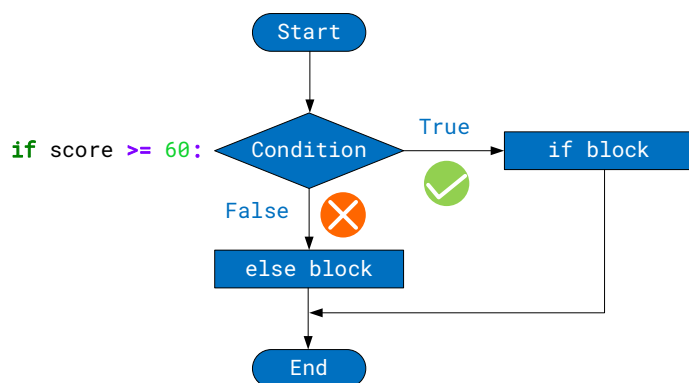 Start
True
if score >= 60:
Condition
if block
False
else block
End